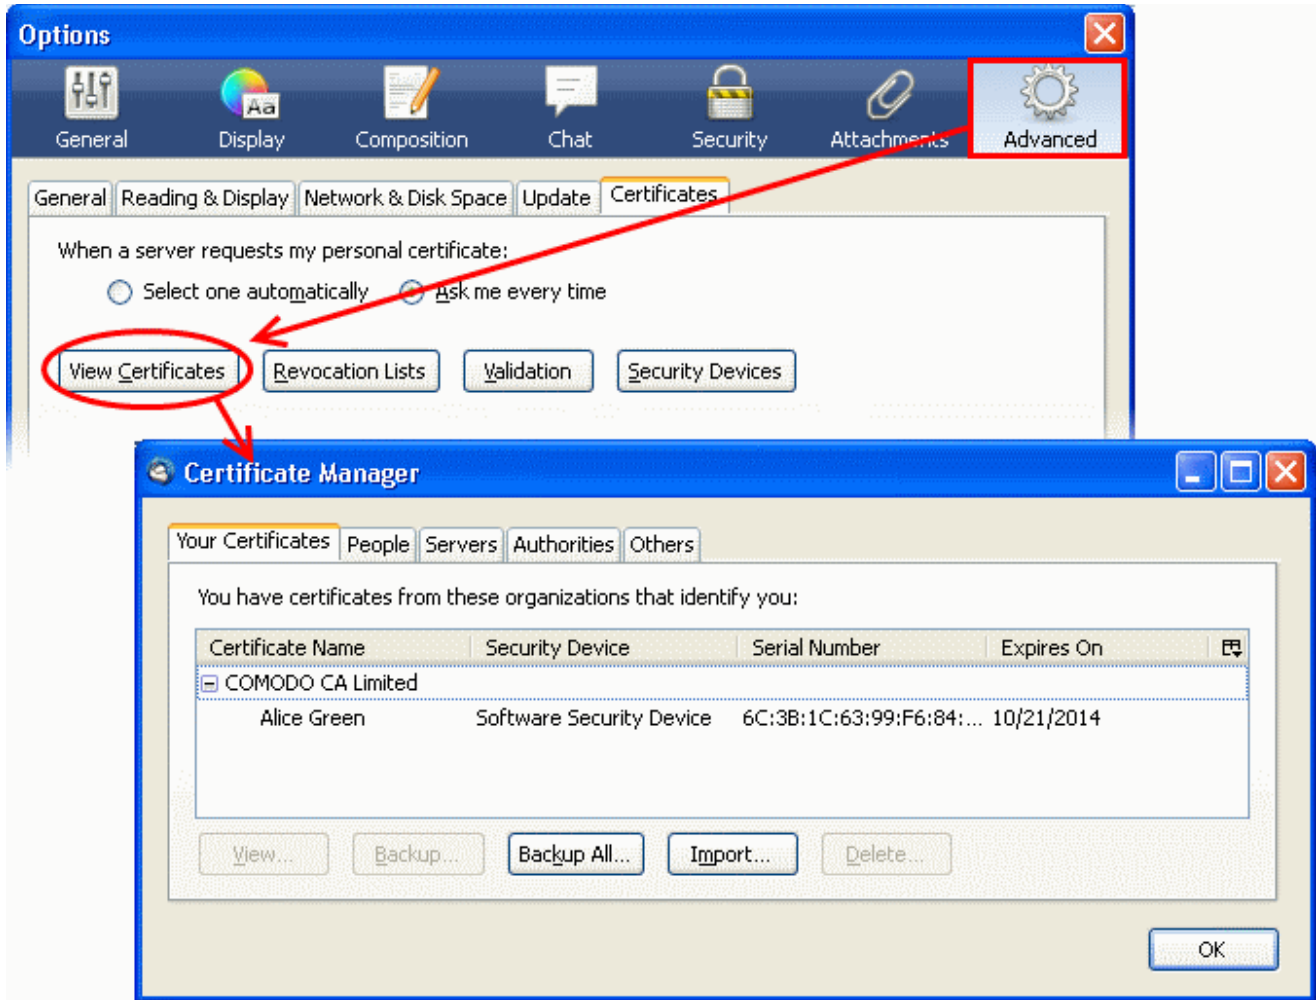 Options
General Display Composition Chat Security Attachments Advanced
General Reading & Display Network & Disk Space Update Certificates
When a server requests my personal certificate:
Select one automatically Ask me every time
View Certificates Revocation Lists Validation Security Devices
Certificate Manager
Your Certificates People Servers Authorities Others
You have certificates from these organizations that identify you:
Certificate Name Security Device Serial Number Expires On
COMODO CA Limited
Alice Green Software Security Device 6C:3B:1C:63:99:F6:84:... 10/21/2014
View... Backup... Backup All... Import... Delete...
OK